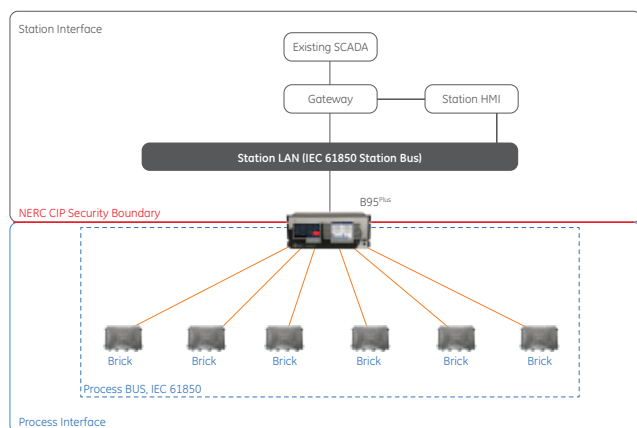 Station Interface
Existing SCADA
Gateway
Station HMI
Station LAN (IEC 61850 Station Bus)
B95Plus
NERC CIP Security Boundary
Brick
Brick
Brick
Brick
Brick
Brick
Process BUS, IEC 61850
Process Interface